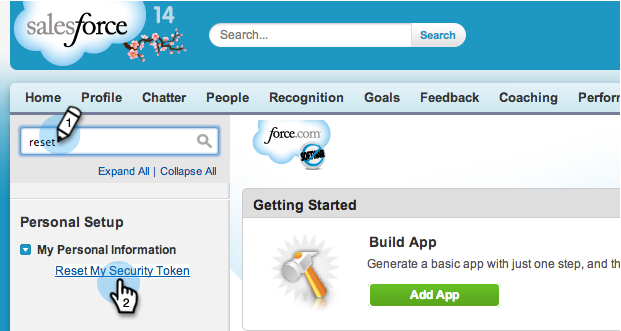 salesforce
14
Search...
Search
Home Profile Chatter People Recognition Goals Feedback Coaching Perfor
1
reset
Expand All | Collapse All
force.com
SOFTWARE
Getting Started
Personal Setup
My Personal Information
Reset My Security Token
2
Build App
Generate a basic app with just one step, and th
Add App